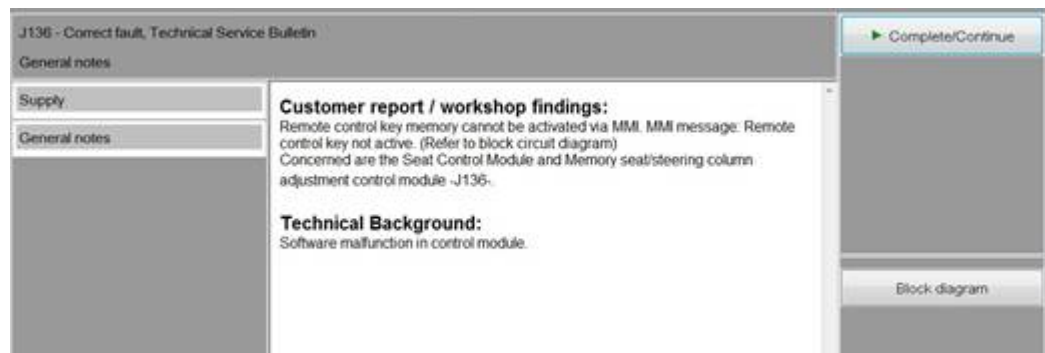 J136 - Correct fault, Technical Service Bulletin
General notes
Complete/Continue
Supply
General notes
Customer report / workshop findings:
Remote control key memory cannot be activated via MMI. MMI message: Remote
control key not active. (Refer to block circuit diagram)
Concerned are the Seat Control Module and Memory seat/steering column
adjustment control module -J136-.
Technical Background:
Software malfunction in control module.
Block diagram